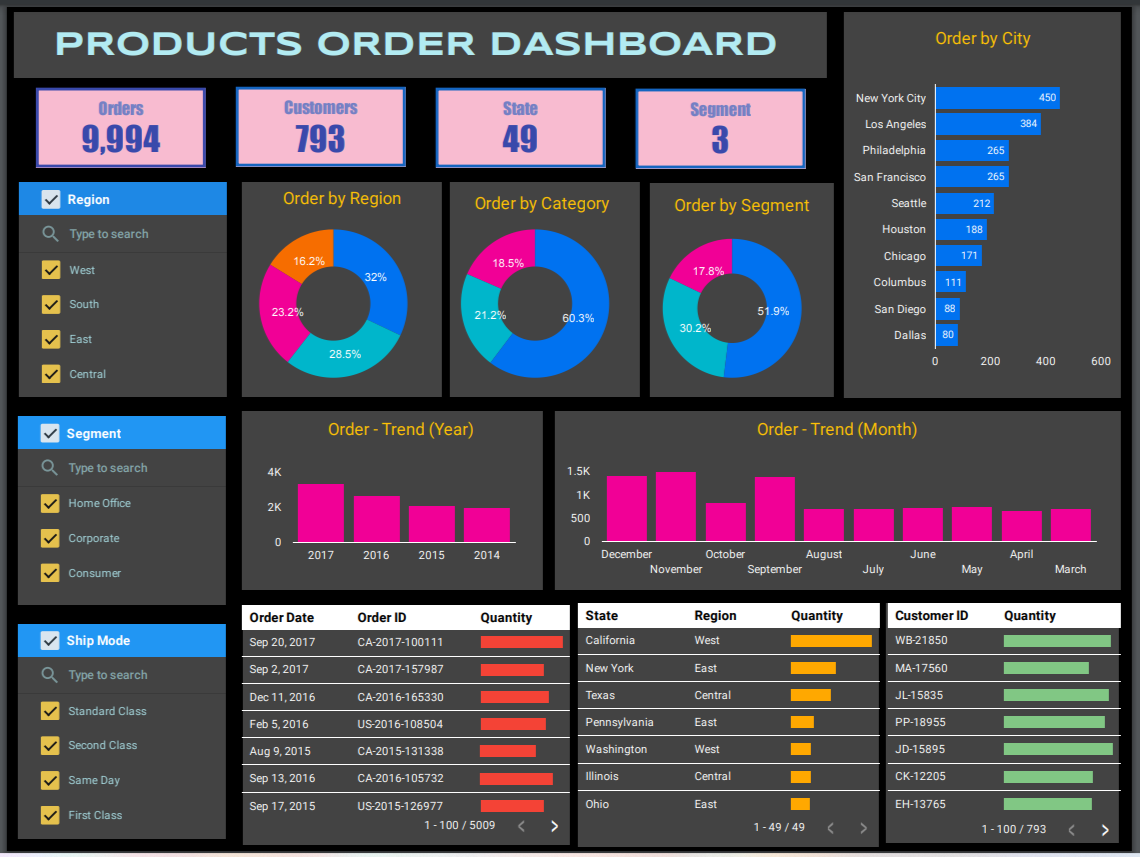 PRODUCTS ORDER DASHBOARD
Orders
9,994
Customers
793
State
49
Segment
3
Order by City
New York City 450
Los Angeles 384
Philadelphia 265
San Francisco 265
Seattle 212
Houston 188
Chicago 171
Columbus 111
San Diego 88
Dallas 80
0 200 400 600
Region
Type to search
West
South
East
Central
Order by Region
16.2%
32%
23.2%
28.5%
Order by Category
18.5%
21.2%
60.3%
Order by Segment
17.8%
51.9%
30.2%
Segment
Type to search
Home Office
Corporate
Consumer
Order - Trend (Year)
4K
2K
0
2017 2016 2015 2014
Order - Trend (Month)
1.5K
1K
500
0
December October August June April
November September July May March
Ship Mode
Type to search
Standard Class
Second Class
Same Day
First Class
Order Date Order ID Quantity
Sep 20, 2017 CA-2017-100111
Sep 2, 2017 CA-2017-157987
Dec 11, 2016 CA-2016-165330
Feb 5, 2016 US-2016-108504
Aug 9, 2015 CA-2015-131338
Sep 13, 2016 CA-2016-105732
Sep 17, 2015 US-2015-126977
1 - 100 / 5009
State Region Quantity
California West
New York East
Texas Central
Pennsylvania East
Washington West
Illinois Central
Ohio East
1 - 49 / 49
Customer ID Quantity
WB-21850
MA-17560
JL-15835
PP-18955
JD-15895
CK-12205
EH-13765
1 - 100 / 793